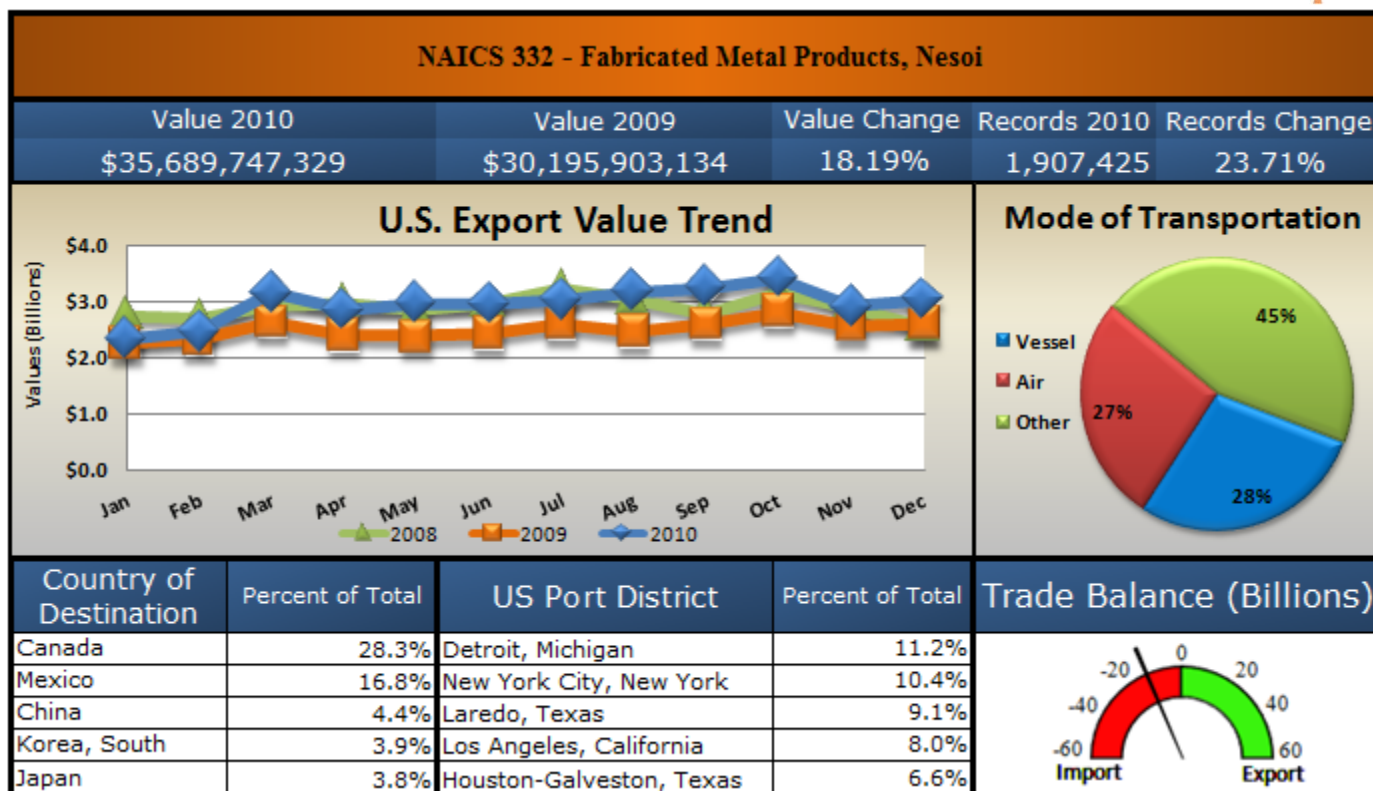 NAICS 332 - Fabricated Metal Products, Nesoi
Value 2010 Value 2009 Value Change Records 2010 Records Change
$35,689,747,329 $30,195,903,134 18.19% 1,907,425 23.71%
U.S. Export Value Trend
Values (Billions)
$4.0
$3.0
$2.0
$1.0
$0.0
Jan Feb Mar Apr May Jun Jul Aug Sep Oct Nov Dec
2008 2009 2010
Mode of Transportation
Vessel
Air
Other
45%
27%
28%
Country of
Destination
Percent of Total
US Port District
Percent of Total
Canada 28.3% Detroit, Michigan 11.2%
Mexico 16.8% New York City, New York 10.4%
China 4.4% Laredo, Texas 9.1%
Korea, South 3.9% Los Angeles, California 8.0%
Japan 3.8% Houston-Galveston, Texas 6.6%
Trade Balance (Billions)
0
-20 20
-40 40
-60 60
Import Export